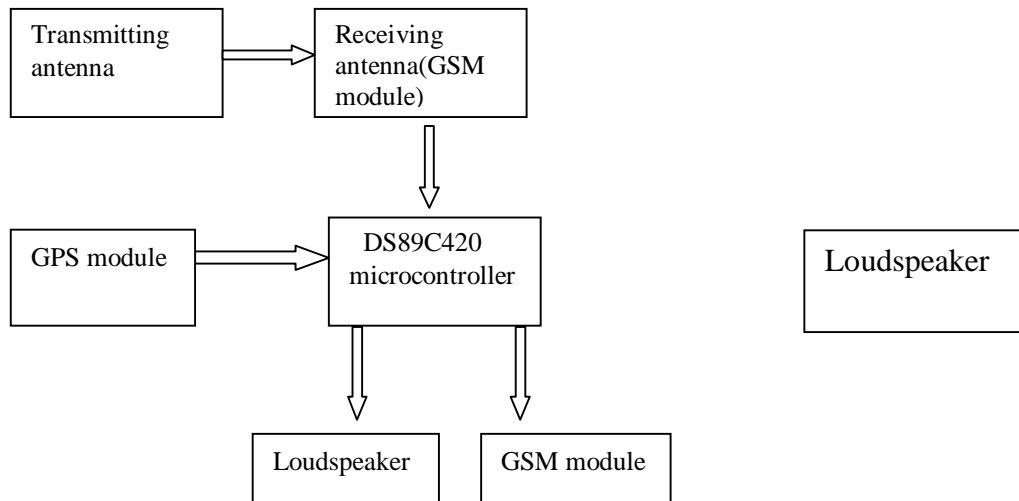 Transmitting
antenna
Receiving
antenna(GSM
module)
GPS module
DS89C420
microcontroller
Loudspeaker
Loudspeaker
GSM module